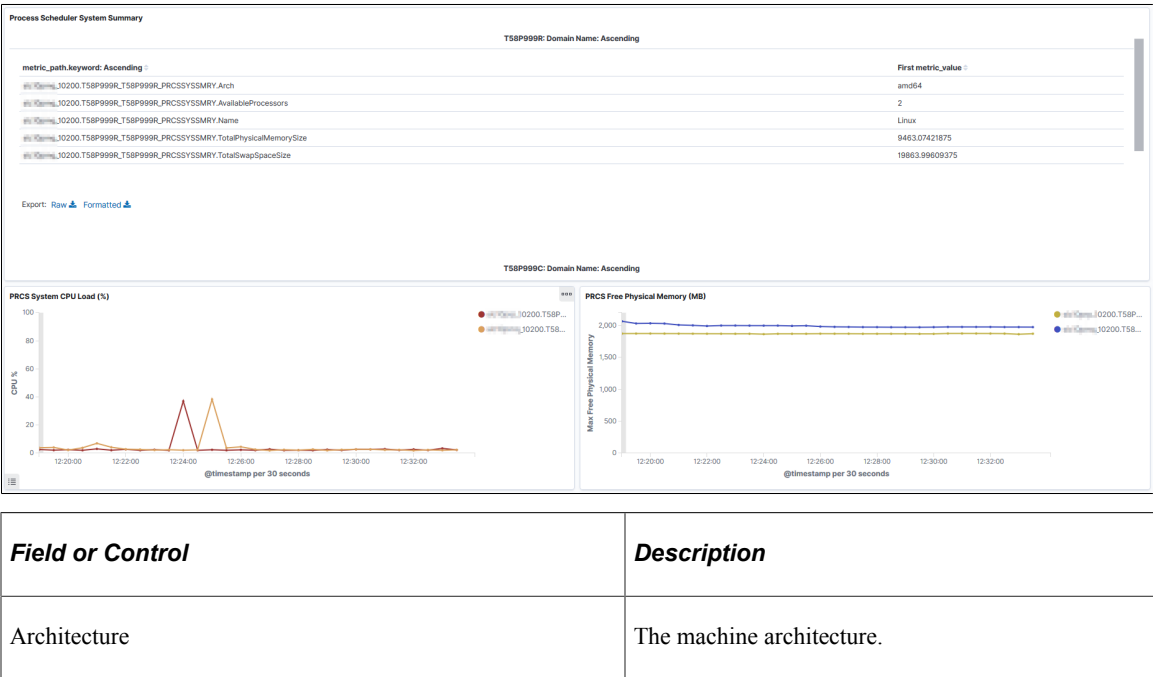 Process Scheduler System Summary
T58P999R: Domain Name: Ascending
metric_path.keyword: Ascending First metric_value
_10200.T58P999R_T58P999R_PRCSSYSSMRY.Arch amd64
_10200.T58P999R_T58P999R_PRCSSYSSMRY.AvailableProcessors 2
_10200.T58P999R_T58P999R_PRCSSYSSMRY.Name Linux
_10200.T58P999R_T58P999R_PRCSSYSSMRY.TotalPhysicalMemorySize 9463.07421875
_10200.T58P999R_T58P999R_PRCSSYSSMRY.TotalSwapSpaceSize 19863.99609375
Export: Raw Formatted
T58P999C: Domain Name: Ascending
PRCS System CPU Load (%)
100
80
60
40
20
0
CPU %
12:20:00 12:22:00 12:24:00 12:26:00 12:28:00 12:30:00 12:32:00
@timestamp per 30 seconds
10200.T58P...
10200.T58...
PRCS Free Physical Memory (MB)
2,000
1,500
1,000
500
0
Max Free Physical Memory
12:20:00 12:22:00 12:24:00 12:26:00 12:28:00 12:30:00 12:32:00
@timestamp per 30 seconds
10200.T58P...
10200.T58...
Field or Control Description
Architecture The machine architecture.